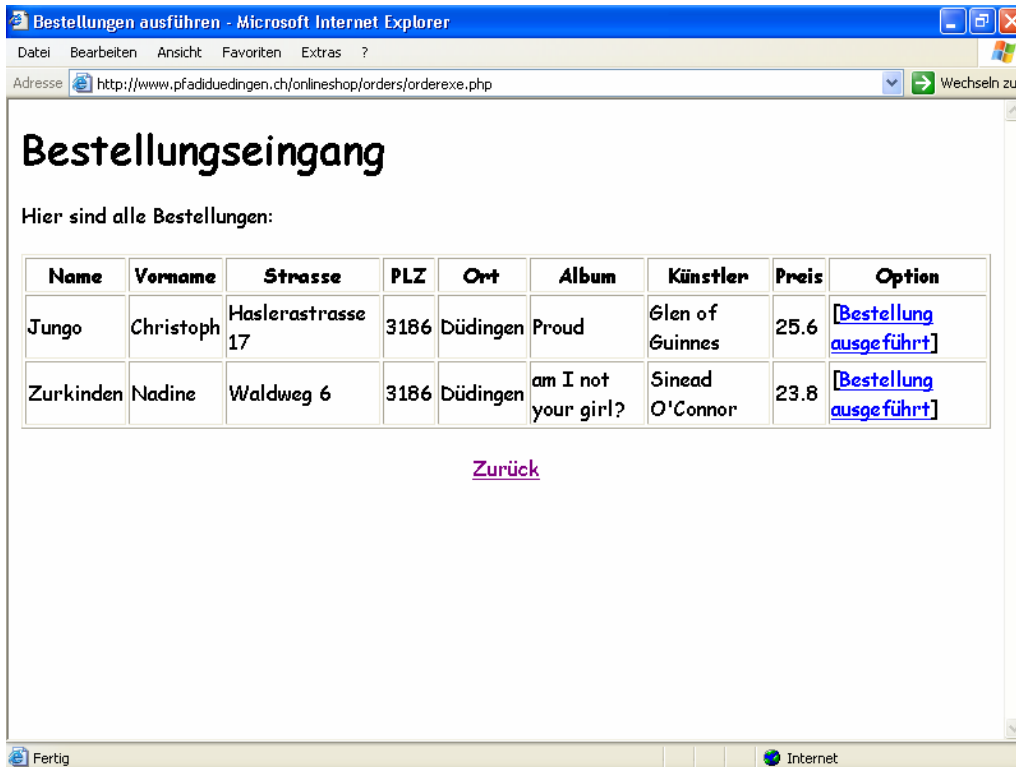 Bestellungen ausführen - Microsoft Internet Explorer
Datei Bearbeiten Ansicht Favoriten Extras ?
Adresse http://www.pfadiduedingen.ch/onlineshop/orders/orderexe.php Wechseln zu
Bestellungseingang
Hier sind alle Bestellungen:
Name Vorname Strasse PLZ Ort Album Künstler Preis Option
Jungo Christoph Haslerastrasse 17 3186 Düdingen Proud Glen of Guinnes 25.6 [Bestellung ausgeführt]
Zurkinden Nadine Waldweg 6 3186 Düdingen am I not your girl? Sinead O'Connor 23.8 [Bestellung ausgeführt]
Zurück
Fertig Internet